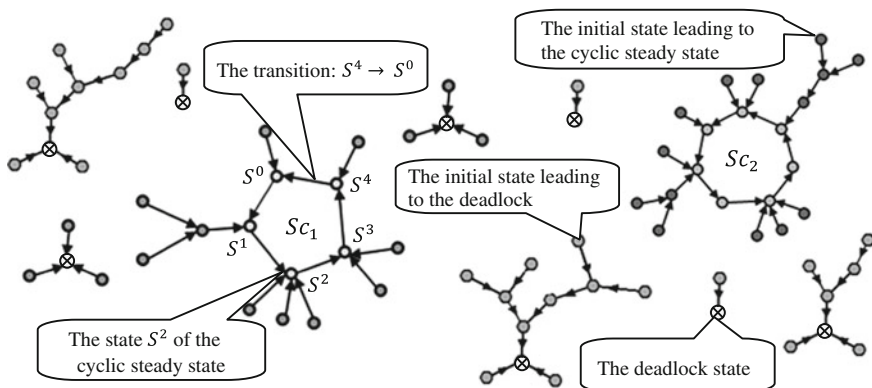 The initial state leading to
the cyclic steady state
The transition: S⁴ → S⁰
S⁰
S⁴
Sc₂
The initial state leading
to the deadlock
S¹
Sc₁
S³
S²
The state S² of the
cyclic steady state
The deadlock state